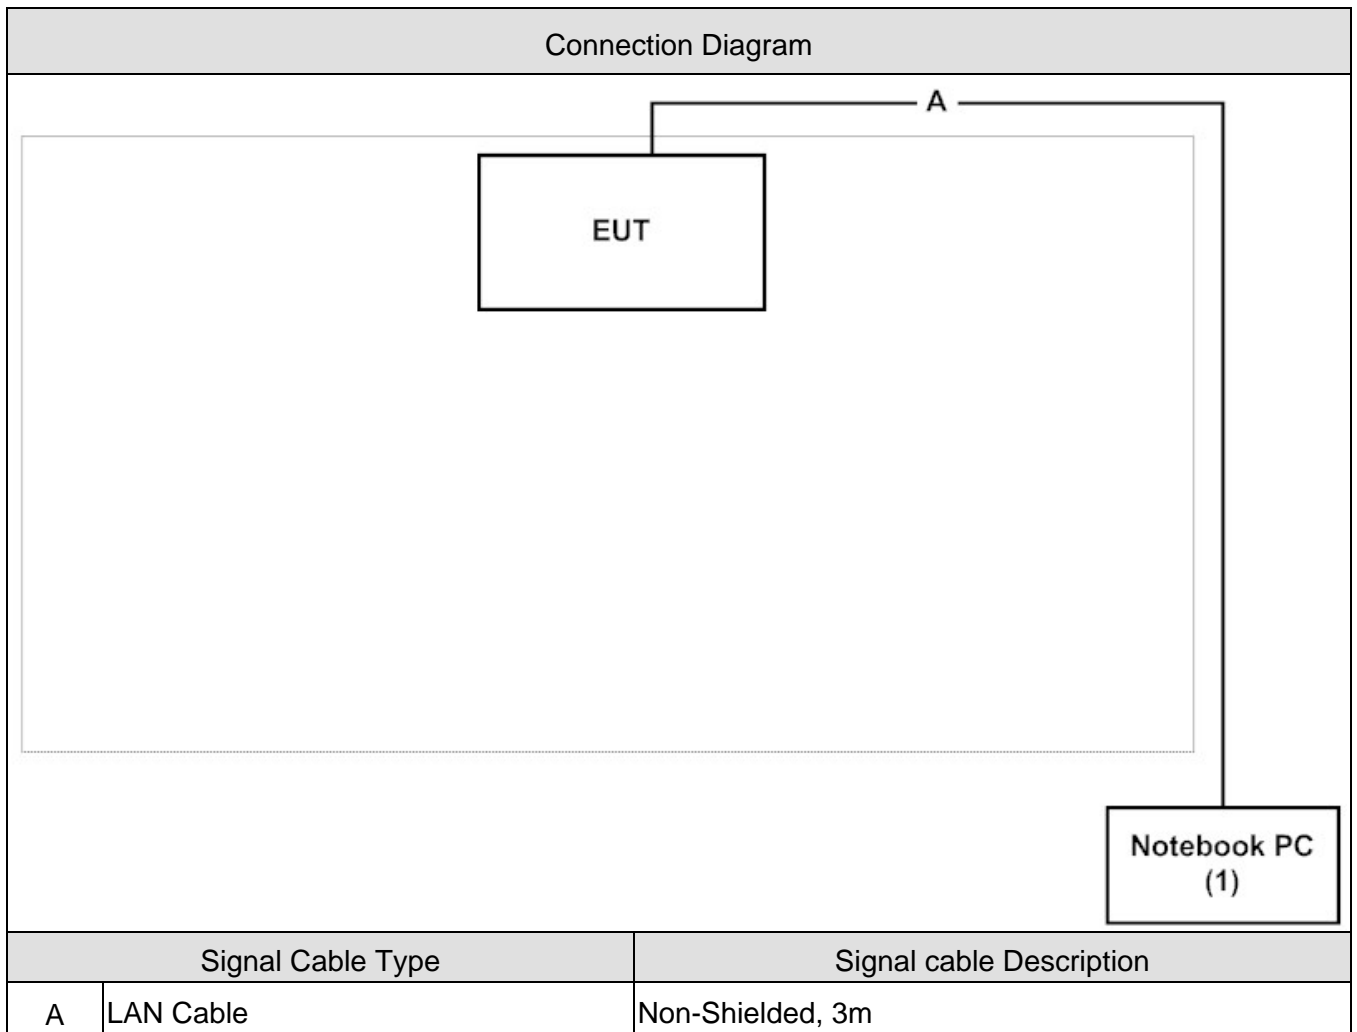 Connection Diagram
A
EUT
Notebook PC
(1)
Signal Cable Type
Signal cable Description
A
LAN Cable
Non-Shielded, 3m